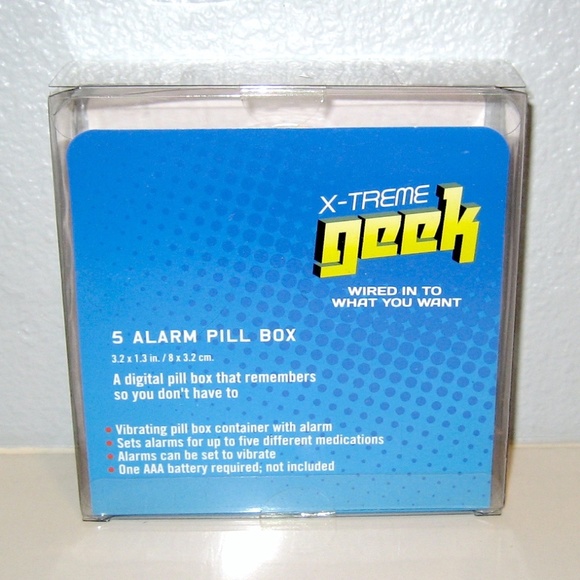 X-TREME
geek
WIRED IN TO
WHAT YOU WANT
5 ALARM PILL BOX
3.2 x 1.3 in. / 8 x 3.2 cm.
A digital pill box that remembers
so you don't have to
• Vibrating pill box container with alarm
• Sets alarms for up to five different medications
• Alarms can be set to vibrate
• One AAA battery required; not included